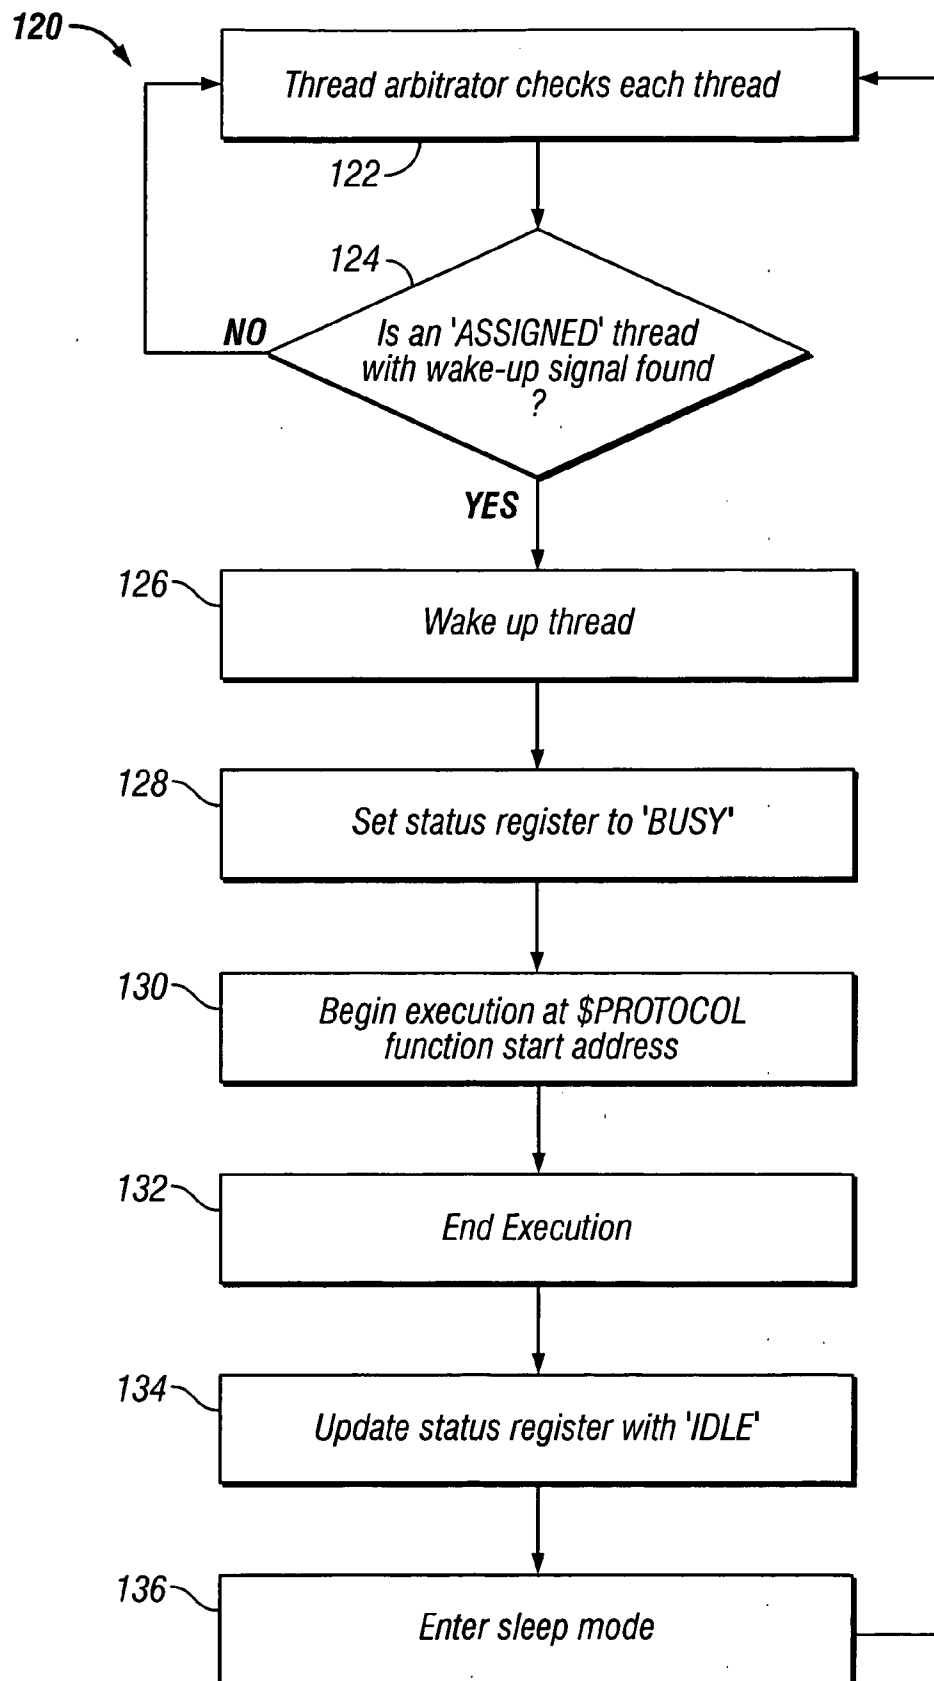 120
Thread arbitrator checks each thread
122
124
Is an 'ASSIGNED' thread
with wake-up signal found
?
NO
YES
126
Wake up thread
128
Set status register to 'BUSY'
130
Begin execution at $PROTOCOL
function start address
132
End Execution
134
Update status register with 'IDLE'
136
Enter sleep mode